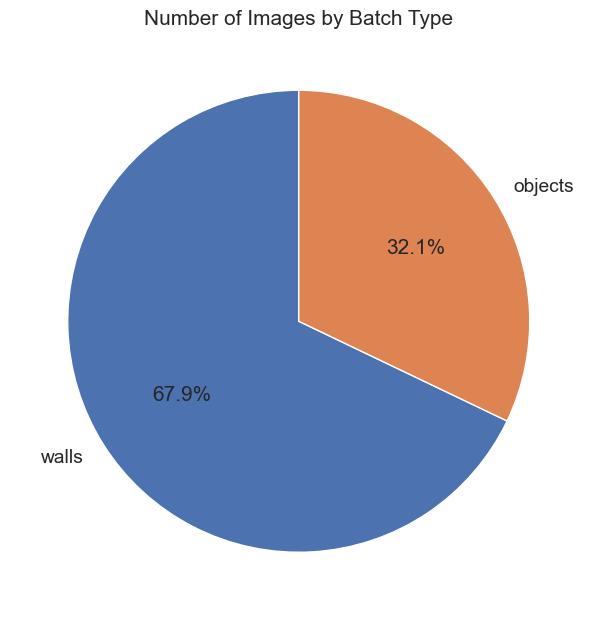 Number of Images by Batch Type
objects
32.1%
67.9%
walls